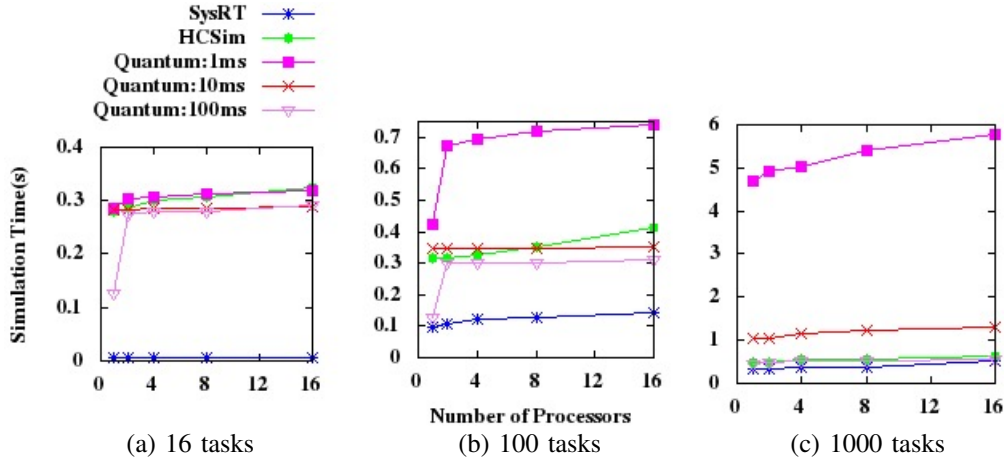 SysRT
HCSim
Quantum:1ms
Quantum:10ms
Quantum:100ms
Simulation Time(s)
0.4
0.3
0.2
0.1
0
0 4 8 12 16
0.7
0.6
0.5
0.4
0.3
0.2
0.1
0
0 4 8 12 16
6
5
4
3
2
1
0
0 4 8 12 16
Number of Processors
(a) 16 tasks
(b) 100 tasks
(c) 1000 tasks